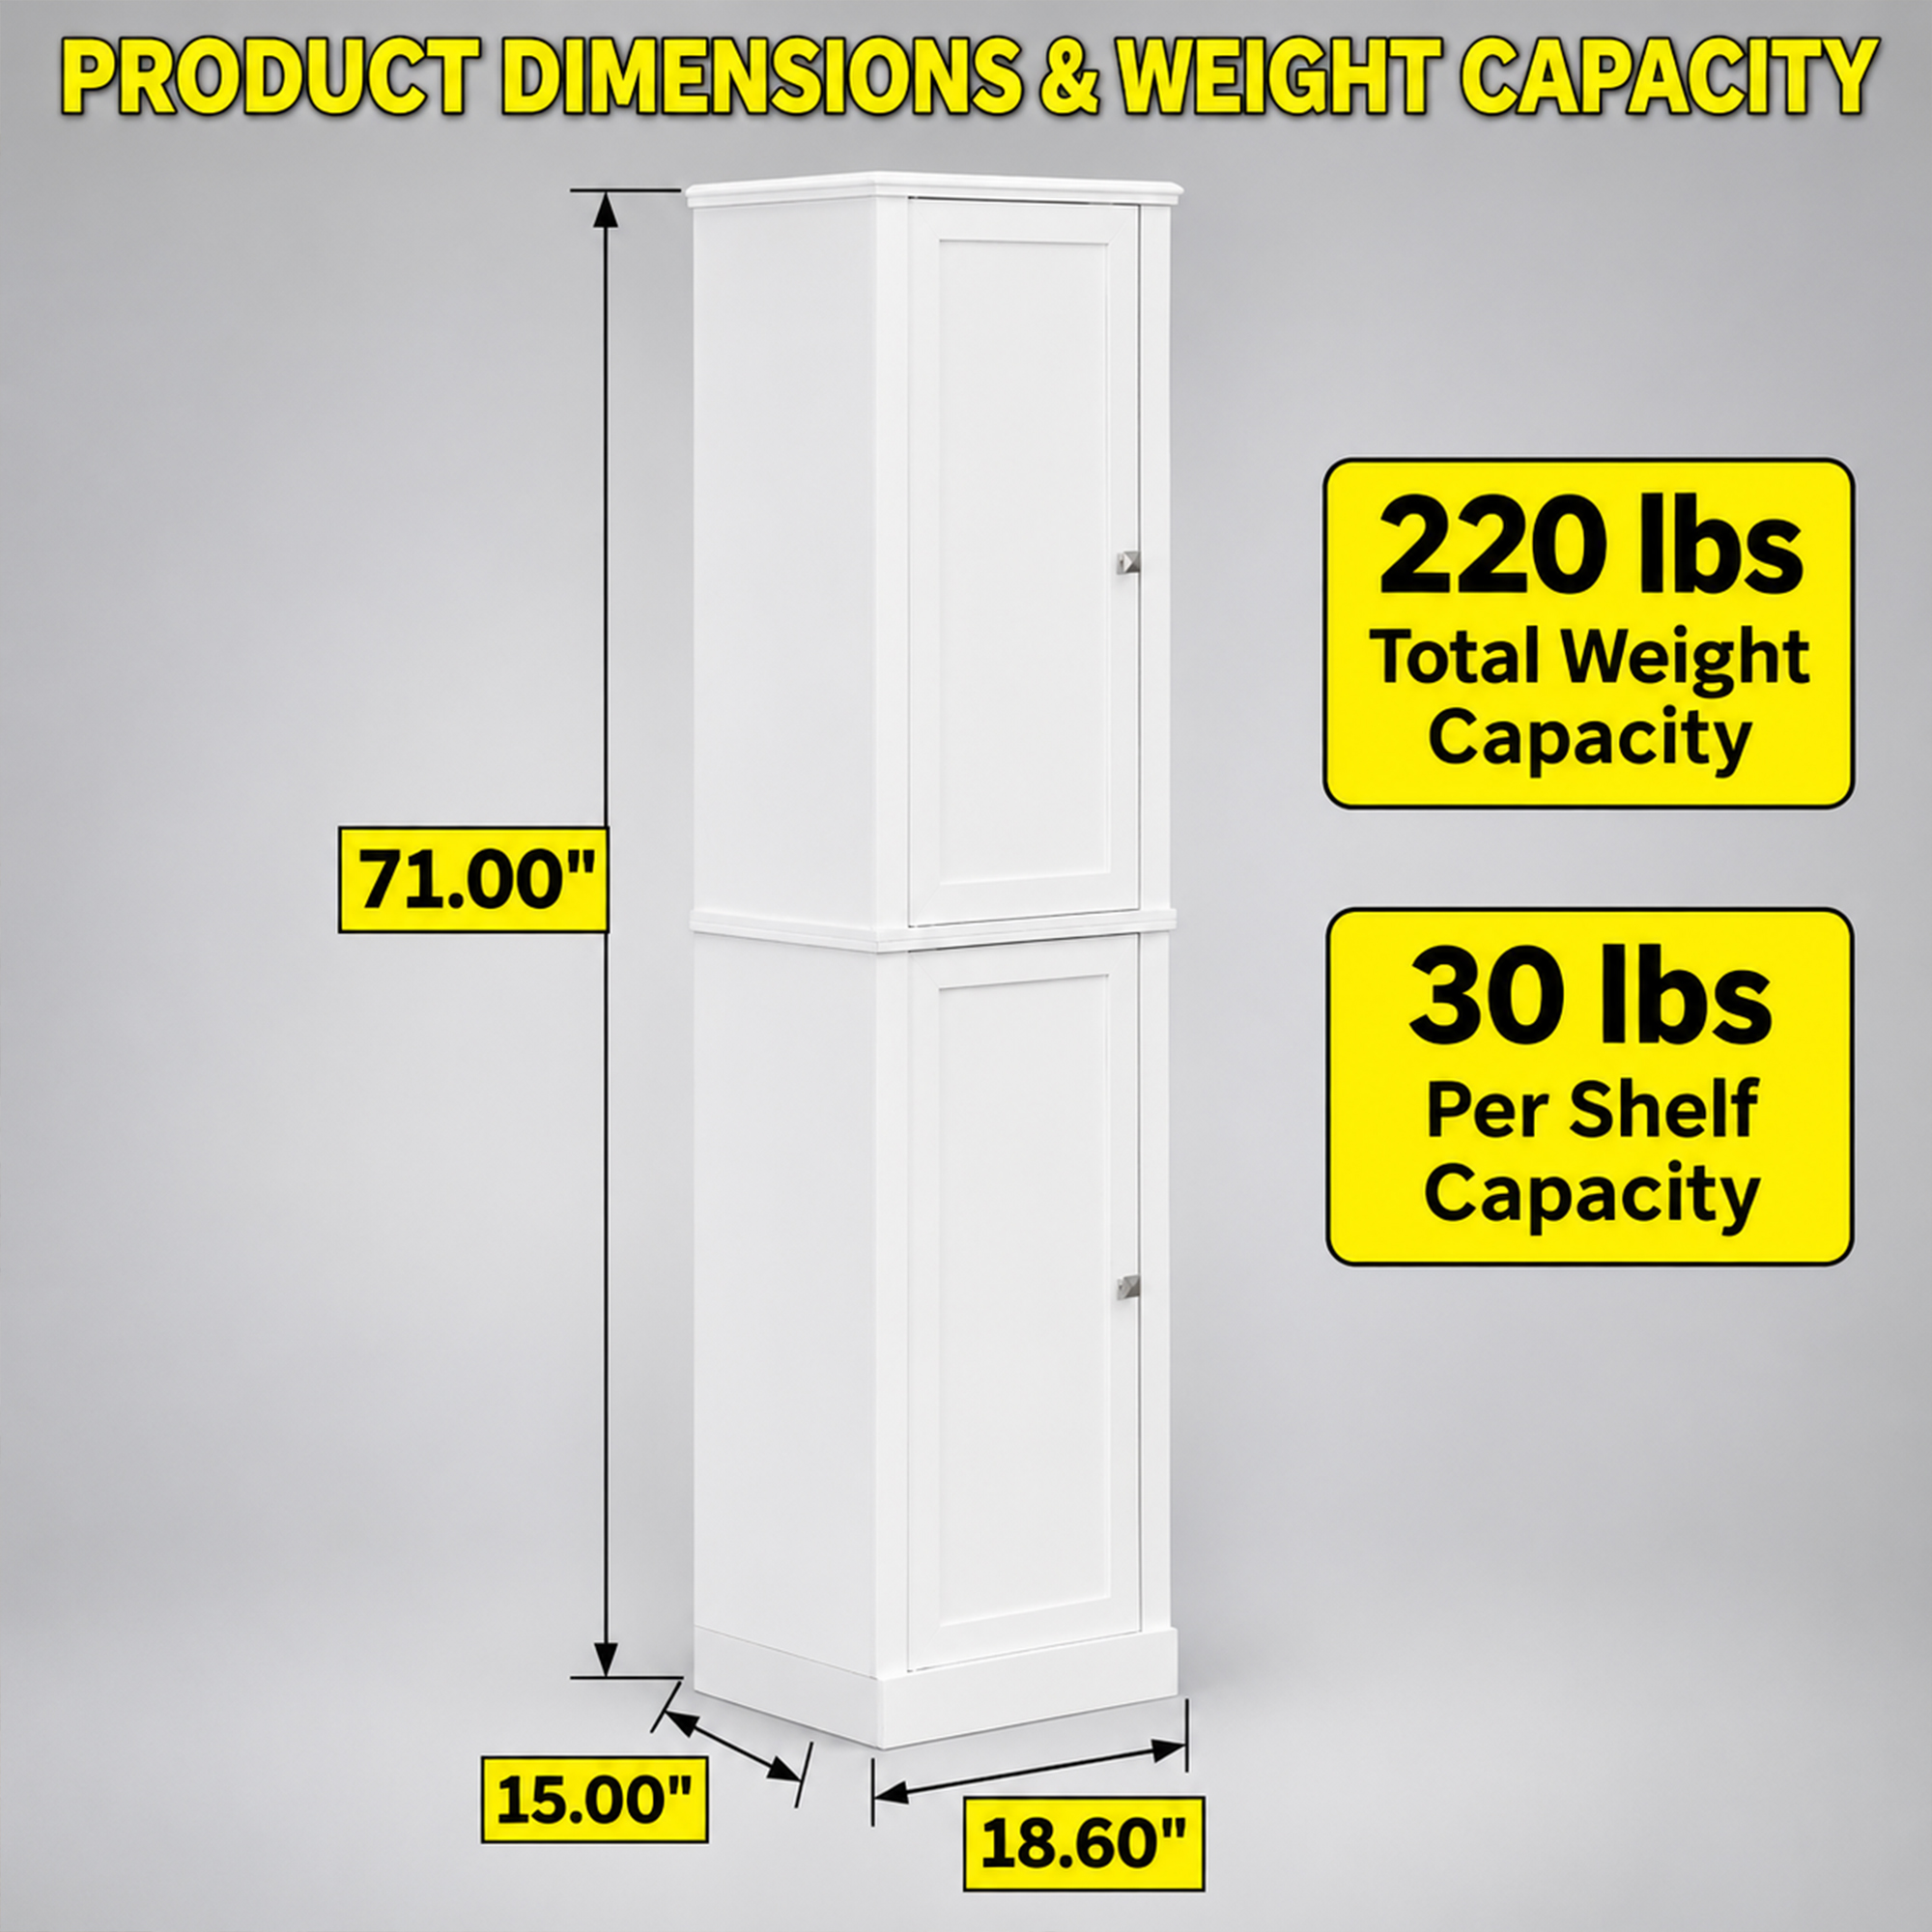 PRODUCT DIMENSIONS & WEIGHT CAPACITY
220 lbs
Total Weight
Capacity
71.00"
30 lbs
Per Shelf
Capacity
15.00"
18.60"